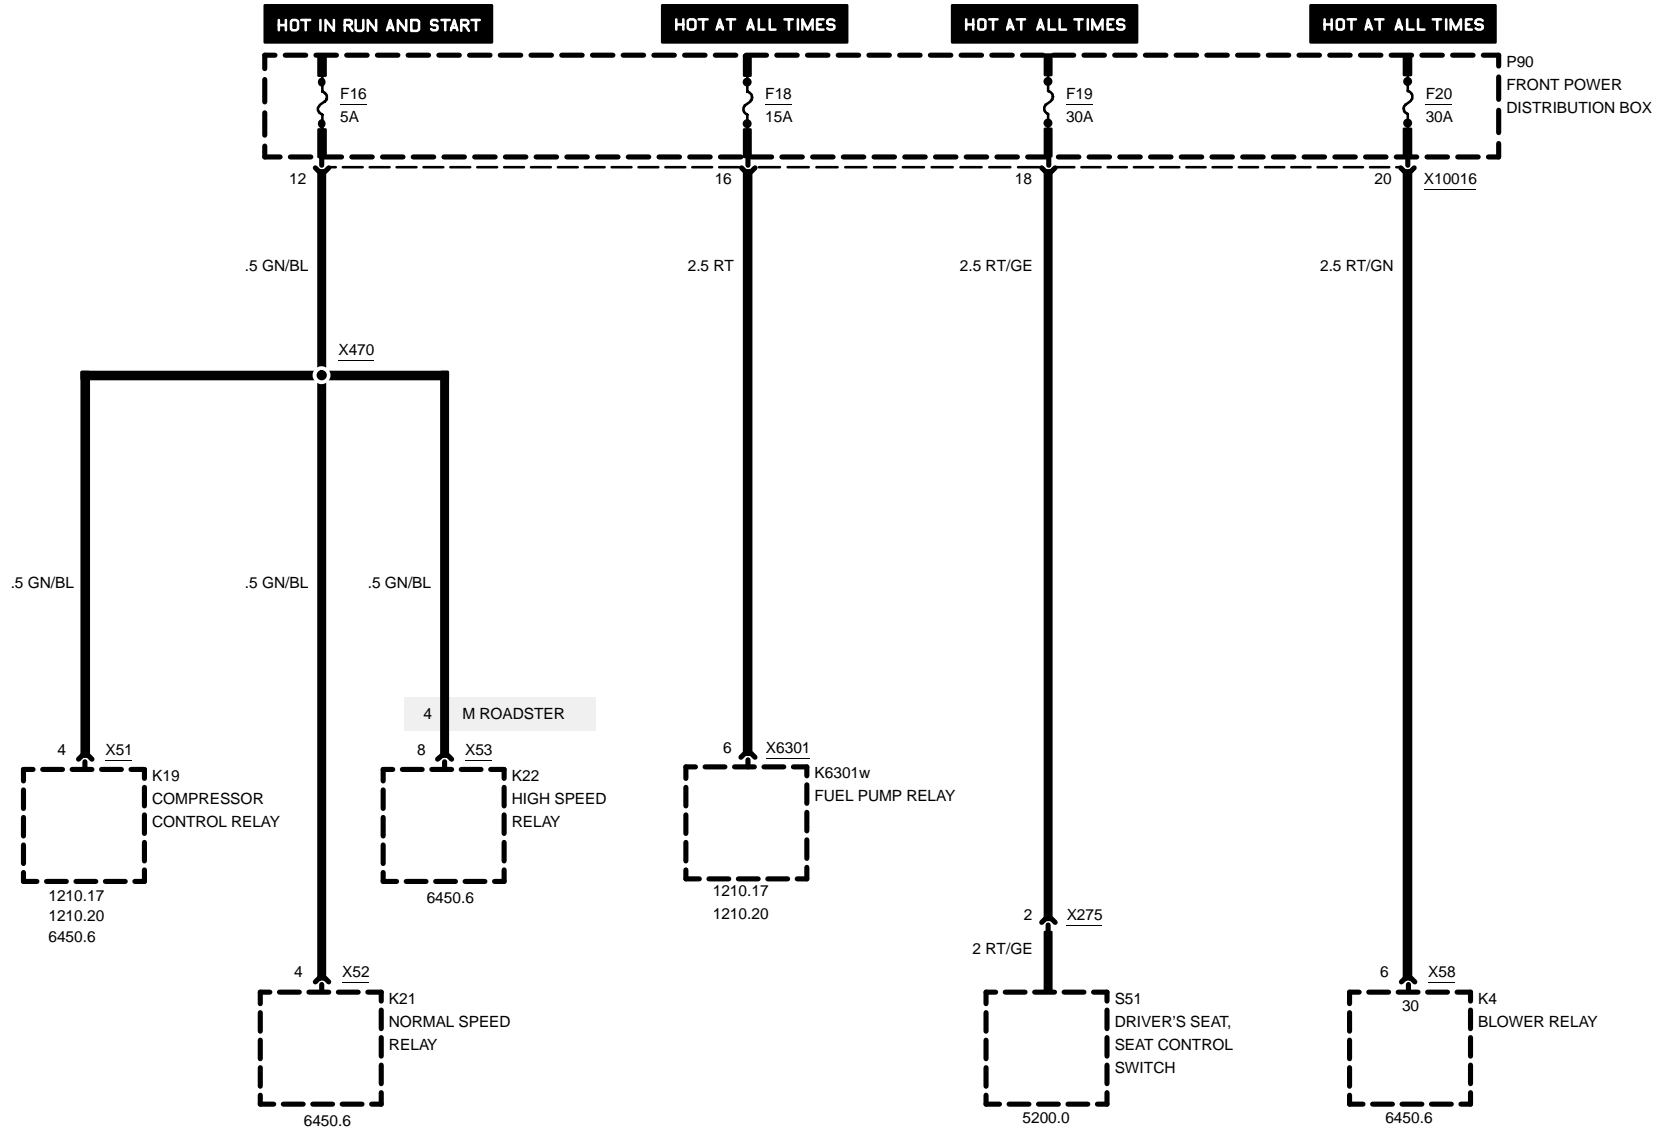 HOT IN RUN AND START
HOT AT ALL TIMES
HOT AT ALL TIMES
HOT AT ALL TIMES
P90
FRONT POWER
DISTRIBUTION BOX
F16
5A
F18
15A
F19
30A
F20
30A
12
16
18
20
X10016
.5 GN/BL
2.5 RT
2.5 RT/GE
2.5 RT/GN
X470
.5 GN/BL
.5 GN/BL
.5 GN/BL
4
M ROADSTER
4
X51
8
X53
6
X6301
K19
COMPRESSOR
CONTROL RELAY
K22
HIGH SPEED
RELAY
K6301w
FUEL PUMP RELAY
1210.17
1210.20
6450.6
6450.6
1210.17
1210.20
2
X275
2 RT/GE
4
X52
6
X58
K21
NORMAL SPEED
RELAY
S51
DRIVER'S SEAT,
SEAT CONTROL
SWITCH
30
K4
BLOWER RELAY
6450.6
5200.0
6450.6